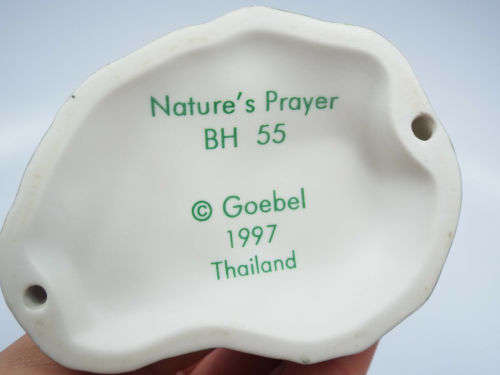 Nature's Prayer
BH 55
© Goebel
1997
Thailand